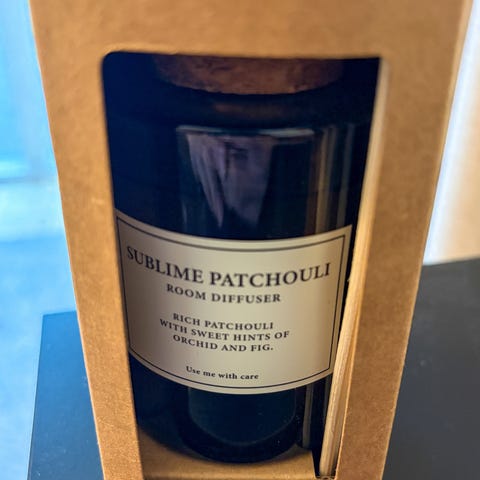 SUBLIME PATCHOULI
ROOM DIFFUSER
RICH PATCHOULI
WITH SWEET HINTS OF
ORCHID AND FIG.
Use me with care